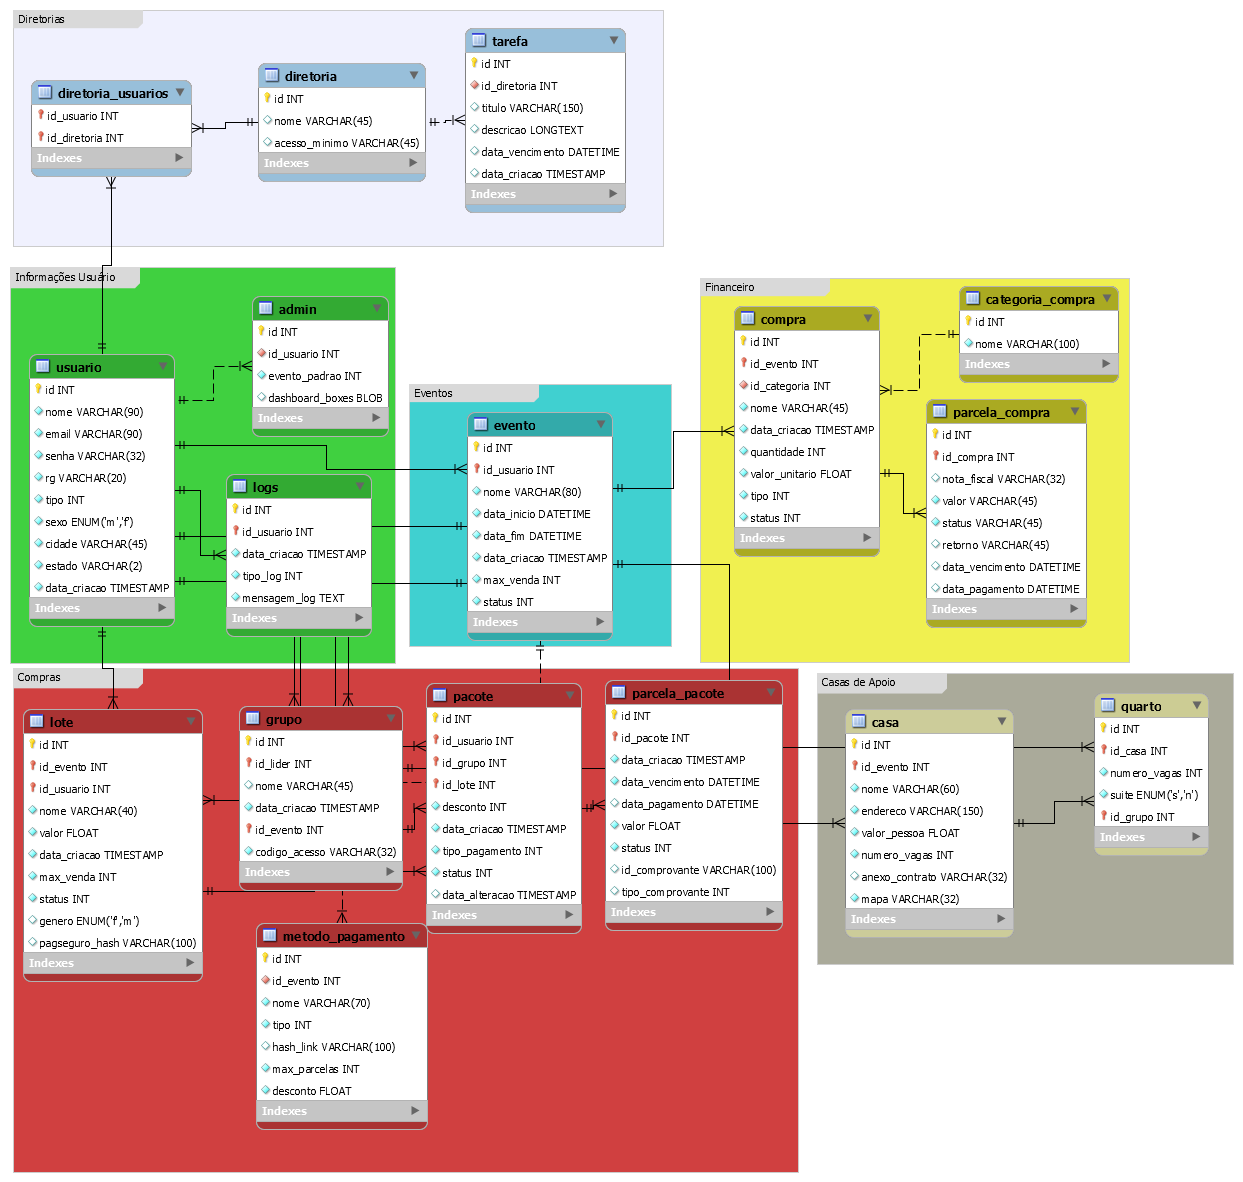 Diretorias
diretoria_usuarios
id_usuario INT
id_diretoria INT
Indexes
diretoria
id INT
nome VARCHAR(45)
acesso_minimo VARCHAR(45)
Indexes
tarefa
id INT
id_diretoria INT
titulo VARCHAR(150)
descricao LONGTEXT
data_vencimento DATETIME
data_criacao TIMESTAMP
Indexes
Informações Usuário
usuario
id INT
nome VARCHAR(90)
email VARCHAR(90)
senha VARCHAR(32)
rg VARCHAR(20)
tipo INT
sexo ENUM('m','f')
cidade VARCHAR(45)
estado VARCHAR(2)
data_criacao TIMESTAMP
Indexes
admin
id INT
id_usuario INT
evento_padrao INT
dashboard_boxes BLOB
Indexes
logs
id INT
id_usuario INT
data_criacao TIMESTAMP
tipo_log INT
mensagem_log TEXT
Indexes
Eventos
evento
id INT
id_usuario INT
nome VARCHAR(80)
data_inicio DATETIME
data_fim DATETIME
data_criacao TIMESTAMP
max_venda INT
status INT
Indexes
Financeiro
compra
id INT
id_evento INT
id_categoria INT
nome VARCHAR(45)
data_criacao TIMESTAMP
quantidade INT
valor_unitario FLOAT
tipo INT
status INT
Indexes
categoria_compra
id INT
nome VARCHAR(100)
Indexes
parcela_compra
id INT
id_compra INT
nota_fiscal VARCHAR(32)
valor VARCHAR(45)
status VARCHAR(45)
retorno VARCHAR(45)
data_vencimento DATETIME
data_pagamento DATETIME
Indexes
Compras
lote
id INT
id_evento INT
id_usuario INT
nome VARCHAR(40)
valor FLOAT
data_criacao TIMESTAMP
max_venda INT
status INT
genero ENUM('f','m')
pagseguro_hash VARCHAR(100)
Indexes
grupo
id INT
id_lider INT
nome VARCHAR(45)
data_criacao TIMESTAMP
id_evento INT
codigo_acesso VARCHAR(32)
Indexes
metodo_pagamento
id INT
id_evento INT
nome VARCHAR(70)
tipo INT
hash_link VARCHAR(100)
max_parcelas INT
desconto FLOAT
Indexes
pacote
id INT
id_usuario INT
id_grupo INT
id_lote INT
desconto INT
data_criacao TIMESTAMP
tipo_pagamento INT
status INT
data_alteracao TIMESTAMP
Indexes
parcela_pacote
id INT
id_pacote INT
data_criacao TIMESTAMP
data_vencimento DATETIME
data_pagamento DATETIME
valor FLOAT
status INT
id_comprovante VARCHAR(100)
tipo_comprovante INT
Indexes
Casas de Apoio
casa
id INT
id_evento INT
nome VARCHAR(60)
endereco VARCHAR(150)
valor_pessoa FLOAT
numero_vagas INT
anexo_contrato VARCHAR(32)
mapa VARCHAR(32)
Indexes
quarto
id INT
id_casa INT
numero_vagas INT
suite ENUM('s','n')
id_grupo INT
Indexes